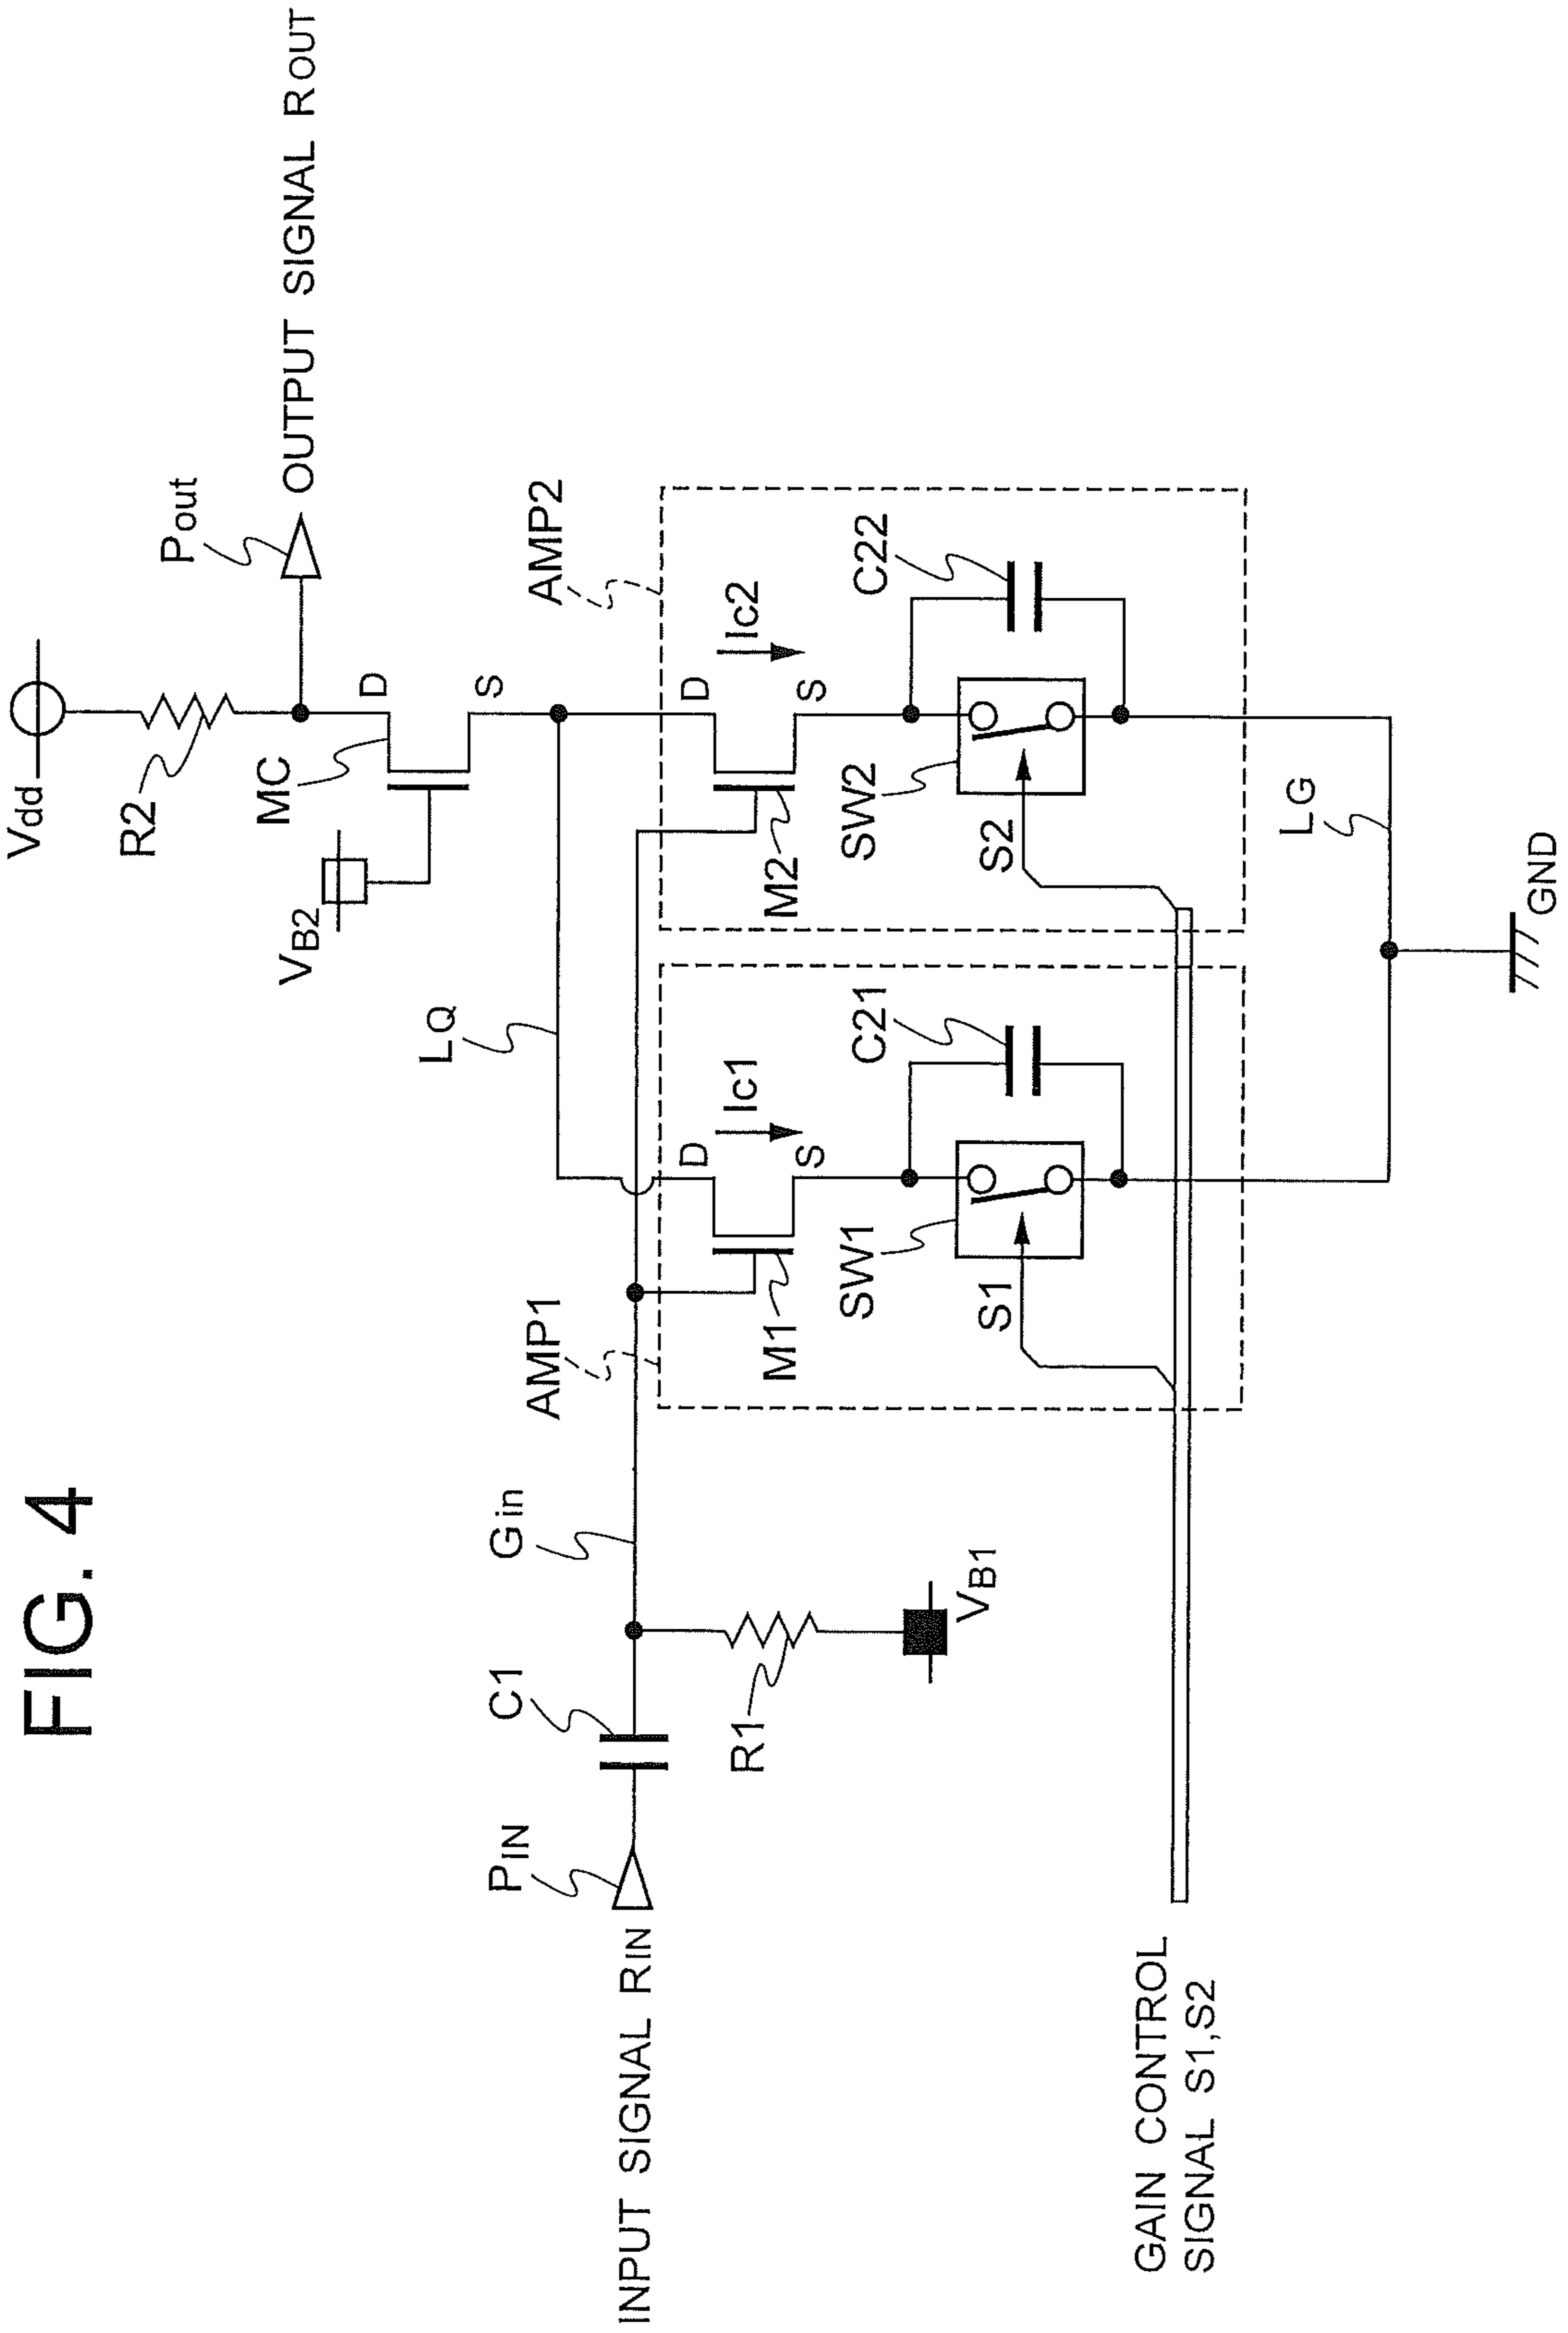 FIG. 4
Vdd
R2
Pout
OUTPUT SIGNAL ROUT
MC
D
S
VB2
LQ
AMP2
AMP1
Gin
C1
PIN
INPUT SIGNAL RIN
R1
VB1
D
Ic1
S
M1
D
Ic2
S
M2
SW1
C21
S1
SW2
C22
S2
LG
GND
GAIN CONTROL
SIGNAL S1,S2